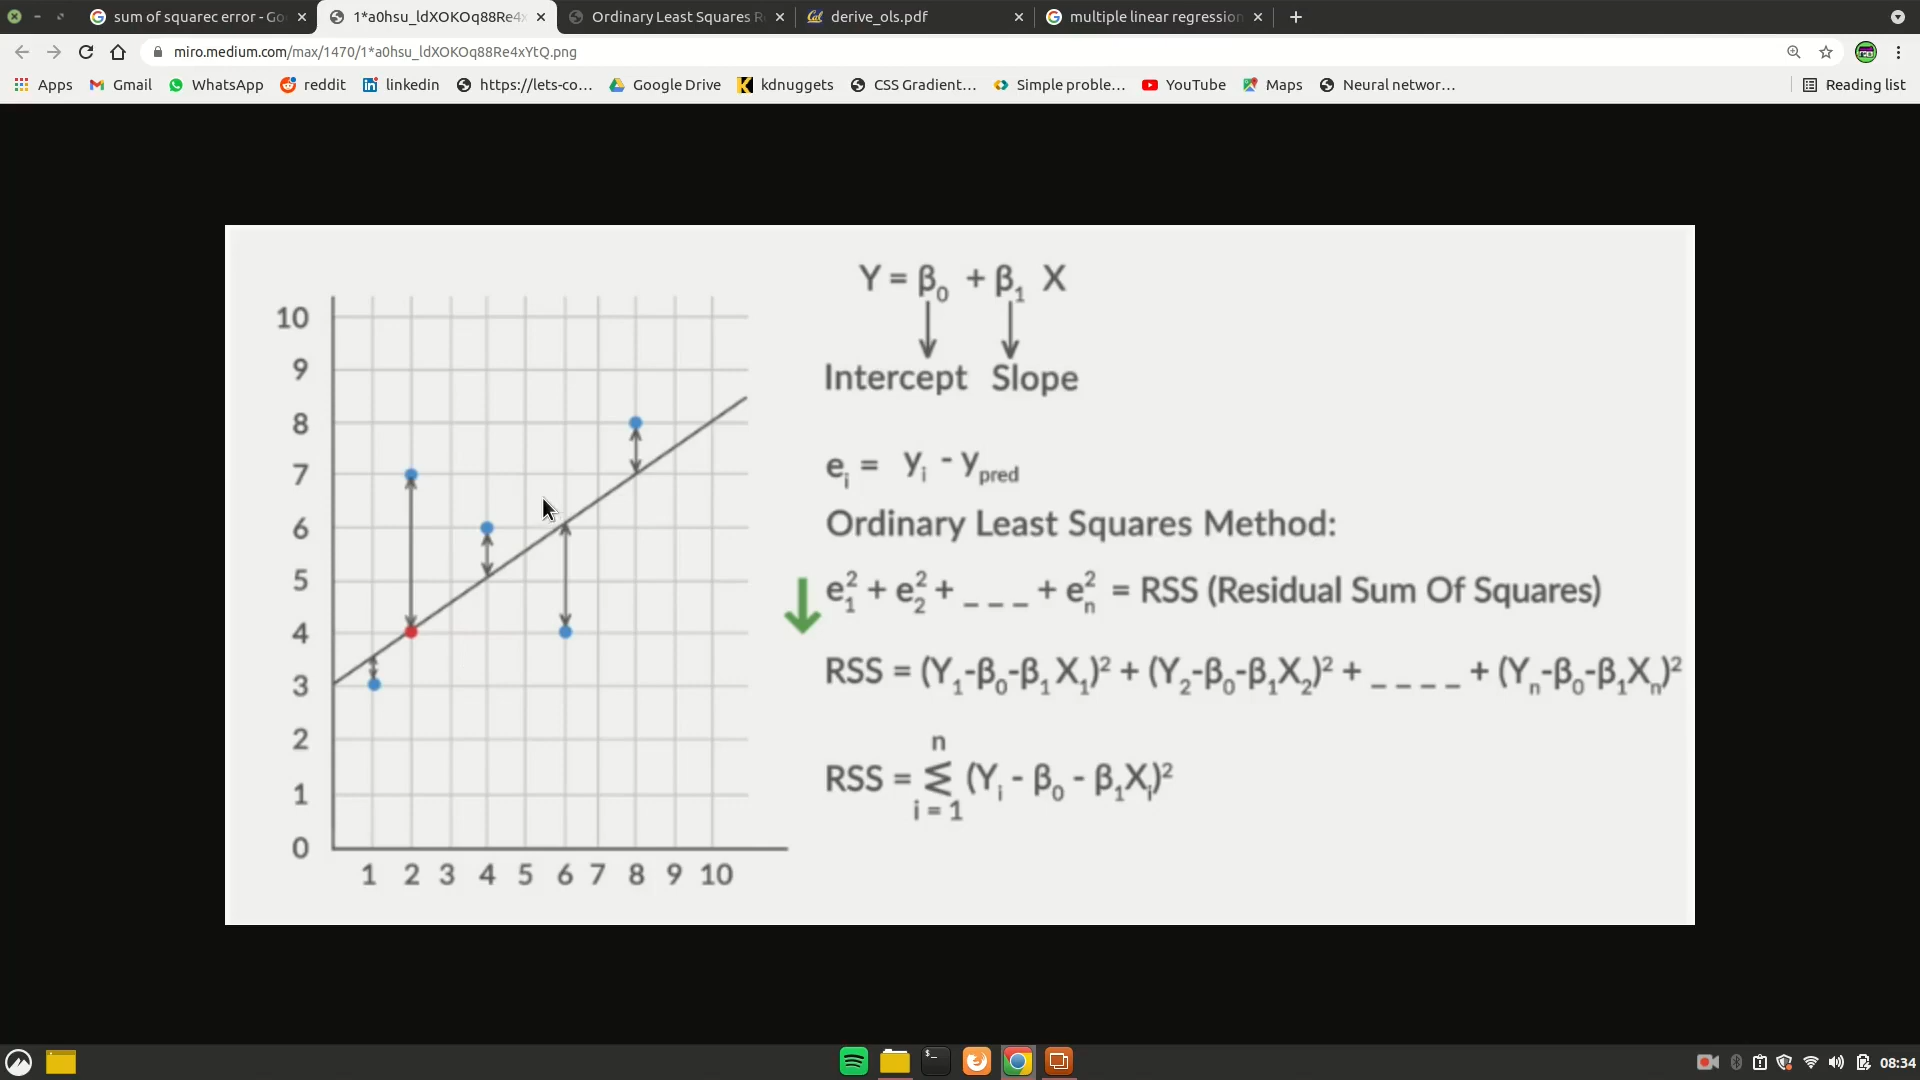 sum of squarec error - Go
1*a0hsu_ldXOKOq88Re4x
Ordinary Least Squares R
derive_ols.pdf
multiple linear regression
miro.medium.com/max/1470/1*a0hsu_ldXOKOq88Re4xYtQ.png
Apps
Gmail
WhatsApp
reddit
linkedin
https://lets-co...
Google Drive
kdnuggets
CSS Gradient...
Simple proble...
YouTube
Maps
Neural networ...
Reading list
10
9
8
7
6
5
4
3
2
1
0
1 2 3 4 5 6 7 8 9 10
Y = β₀ + β₁ X
Intercept Slope
eᵢ = yᵢ - y_pred
Ordinary Least Squares Method:
e₁² + e₂² + _ _ _ + eₙ² = RSS (Residual Sum Of Squares)
RSS = (Y₁-β₀-β₁X₁)² + (Y₂-β₀-β₁X₂)² + _ _ _ _ + (Yₙ-β₀-β₁Xₙ)²
n
RSS = Σ (Yᵢ - β₀ - β₁Xᵢ)²
i = 1
08:34